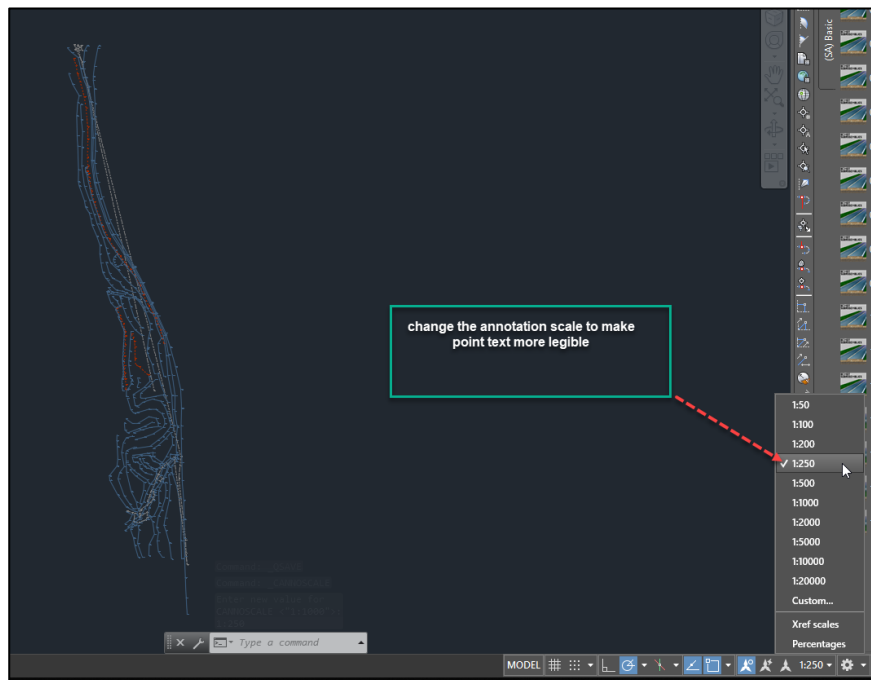 (SA) Basic
change the annotation scale to make
point text more legible
1:50
1:100
1:200
1:250
1:500
1:1000
1:2000
1:5000
1:10000
1:20000
Custom...
Xref scales
Percentages
Type a command
MODEL
1:250